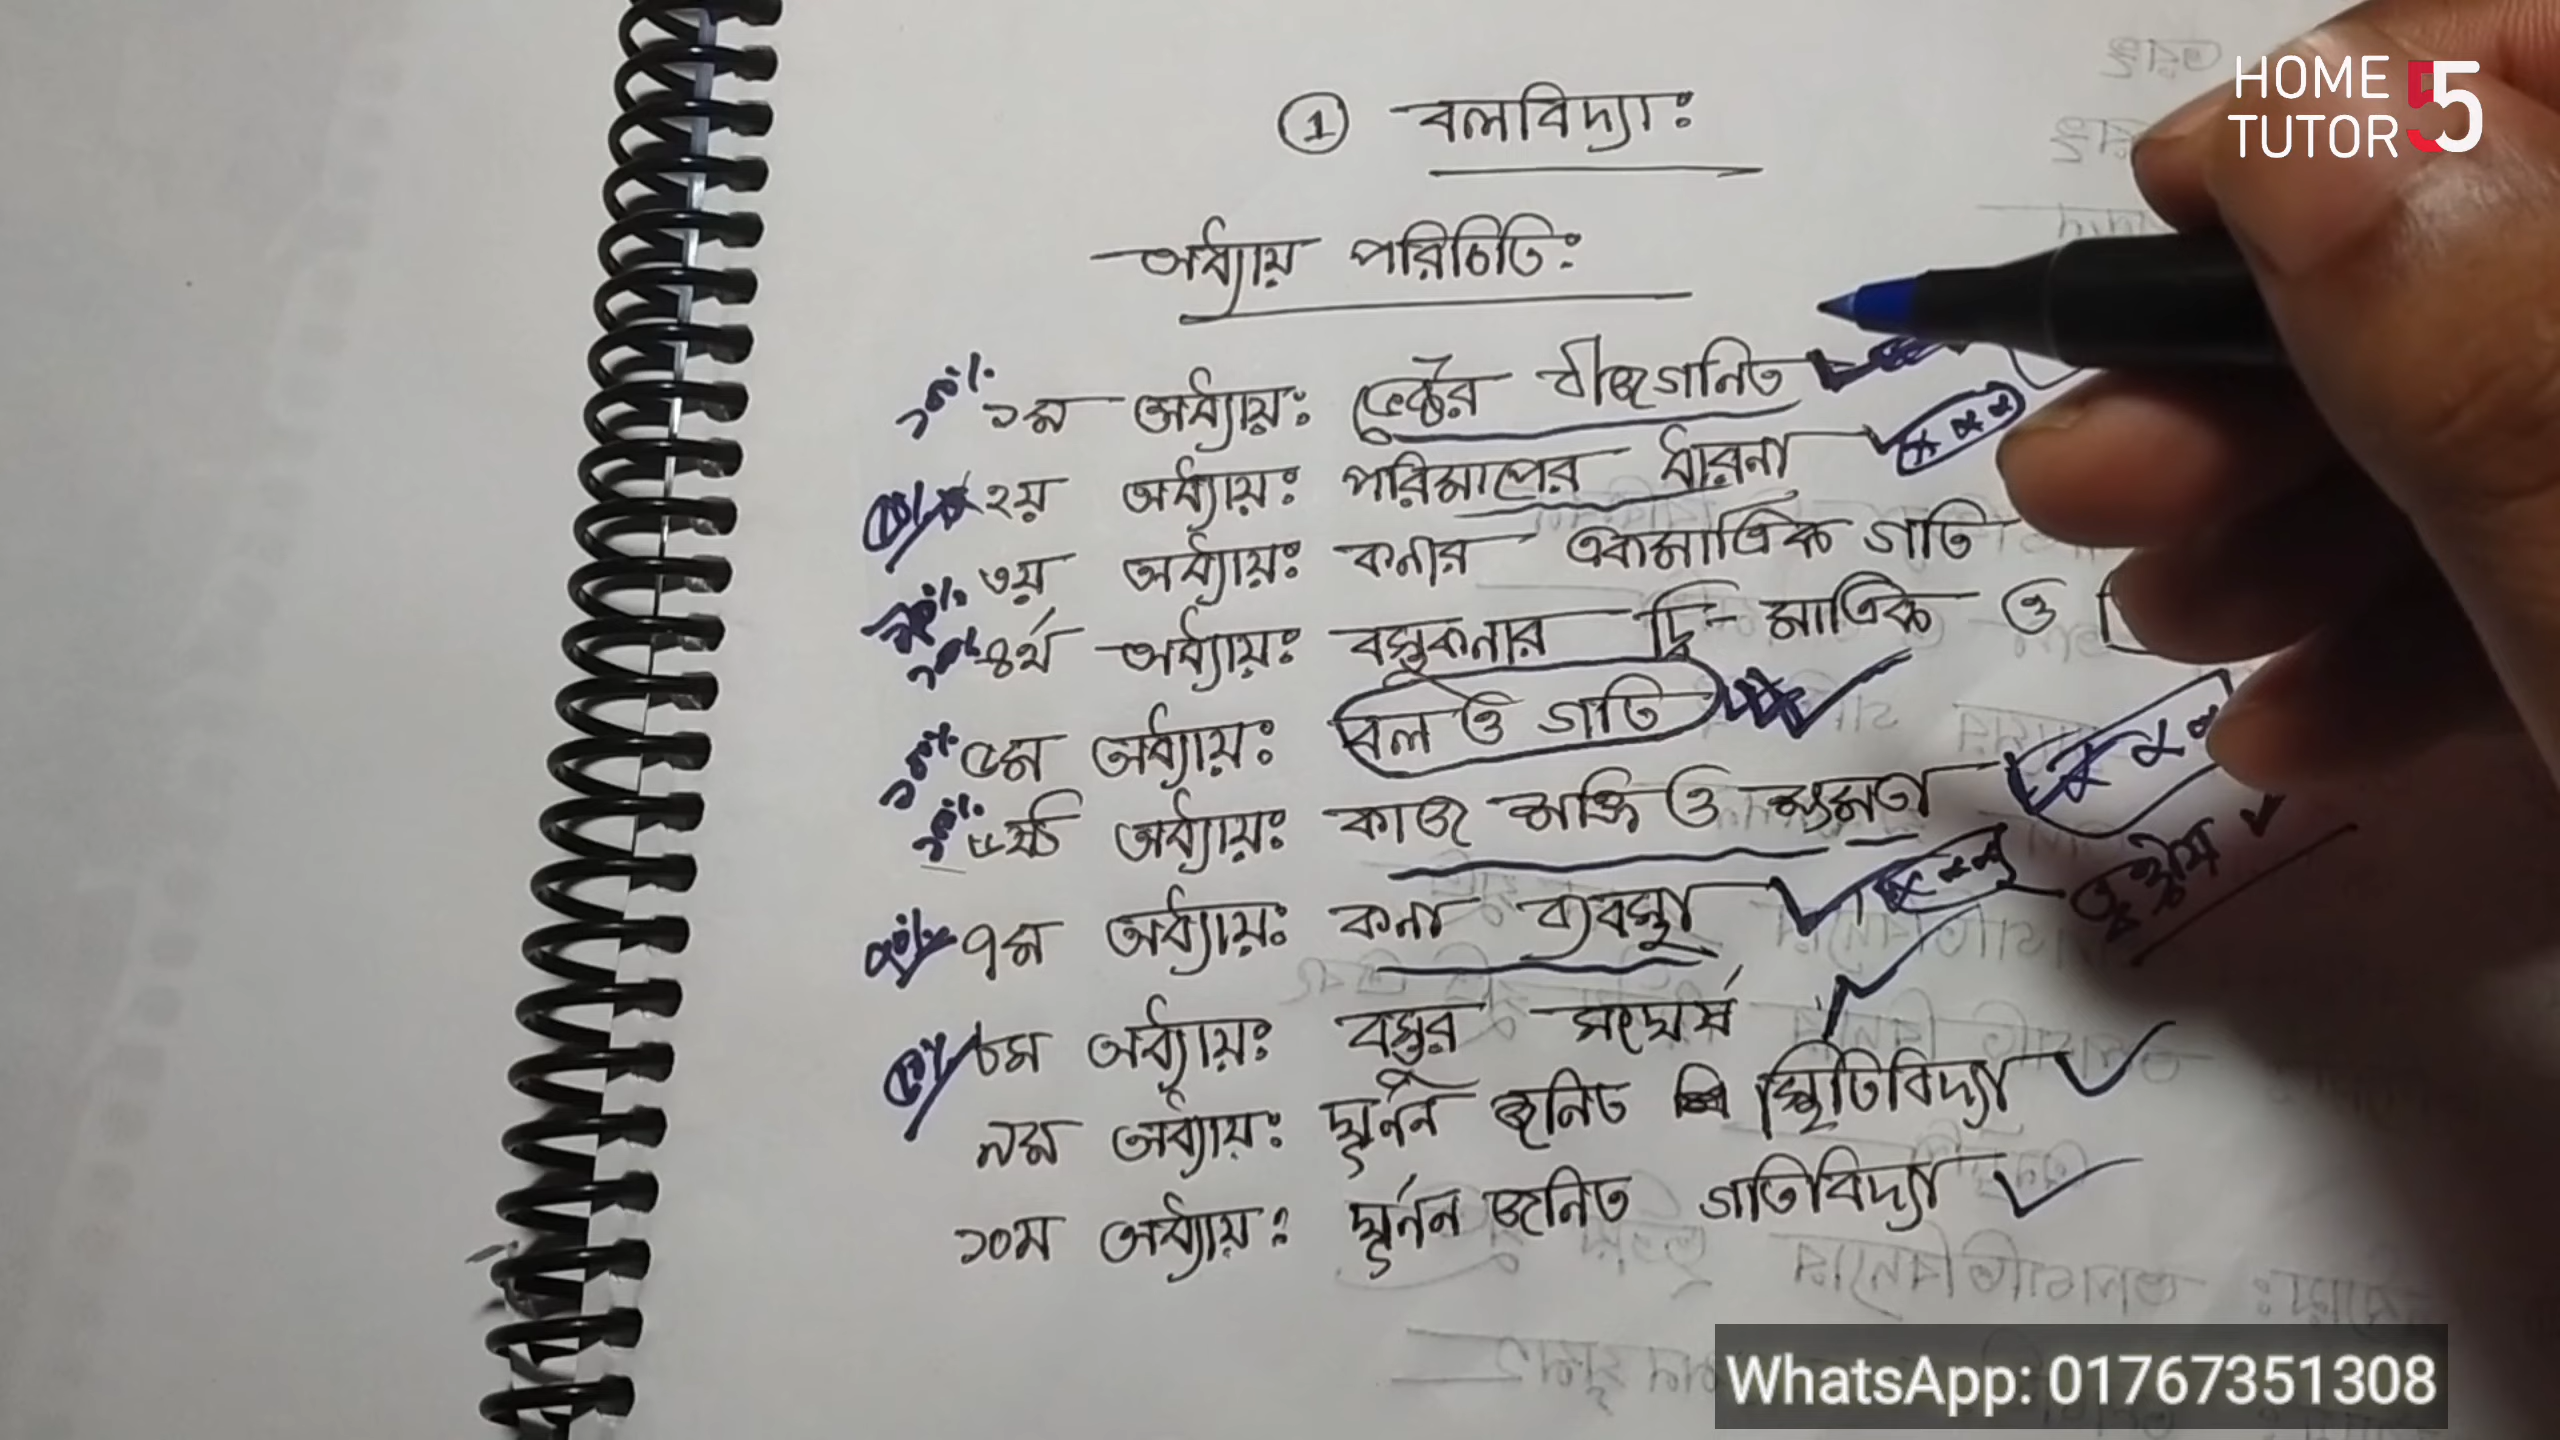 HOME
TUTOR 55
① বলবিদ্যাঃ
অধ্যায় পরিচিতিঃ
১ম অধ্যায়ঃ ভেক্টর বীজগনিত
২য় অধ্যায়ঃ পরিমাপের ধারনা
৩য় অধ্যায়ঃ কনার একমাত্রিক গতি
৪র্থ অধ্যায়ঃ বস্তুকনার দ্বি-মাত্রিক ও
৫ম অধ্যায়ঃ বল ও গতি
৬ষ্ঠ অধ্যায়ঃ কাজ শক্তি ও ক্ষমতা
৭ম অধ্যায়ঃ কনা ব্যবস্থা
৮ম অধ্যায়ঃ বস্তুর সংঘর্ষ
৯ম অধ্যায়ঃ ঘূর্নন জনিত স্থিতিবিদ্যা
১০ম অধ্যায়ঃ ঘূর্নন জনিত গতিবিদ্যা
WhatsApp: 01767351308